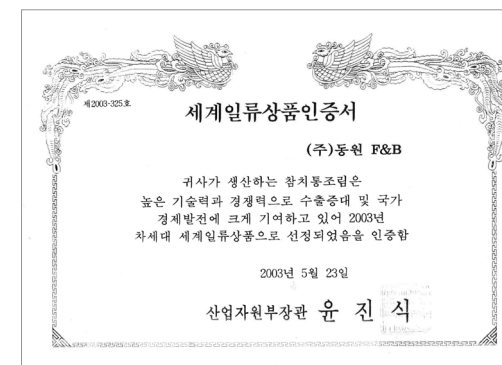 제2003-325호
세계일류상품인증서
(주)동원 F&B
귀사가 생산하는 참치통조림은
높은 기술력과 경쟁력으로 수출증대 및 국가
경제발전에 크게 기여하고 있어 2003년
차세대 세계일류상품으로 선정되었음을 인증함
2003년 5월 23일
산업자원부장관 윤 진 식